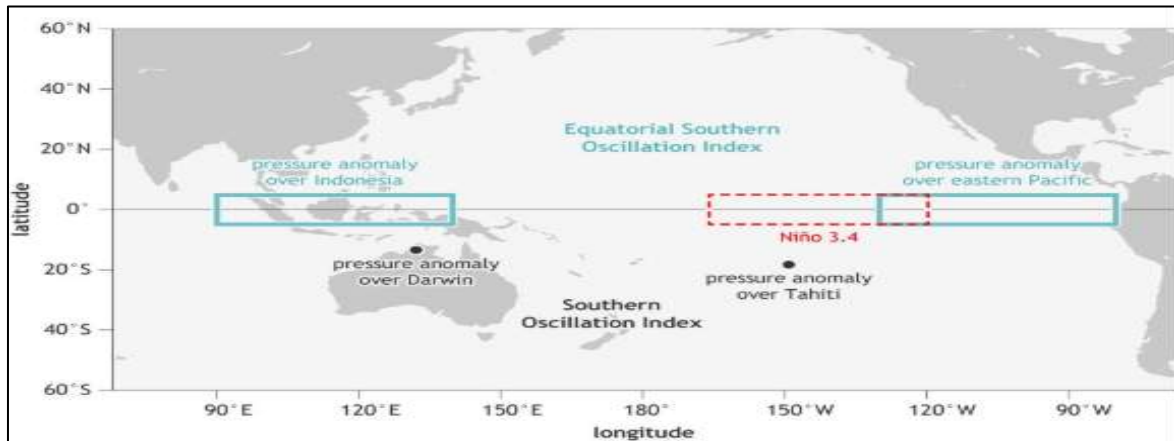 60°N
40°N
20°N
0°
20°S
40°S
60°S
latitude
Equatorial Southern
Oscillation Index
pressure anomaly
over Indonesia
pressure anomaly
over eastern Pacific
Niño 3.4
pressure anomaly
over Darwin
pressure anomaly
over Tahiti
Southern
Oscillation Index
90°E
120°E
150°E
180°
150°W
120°W
90°W
longitude